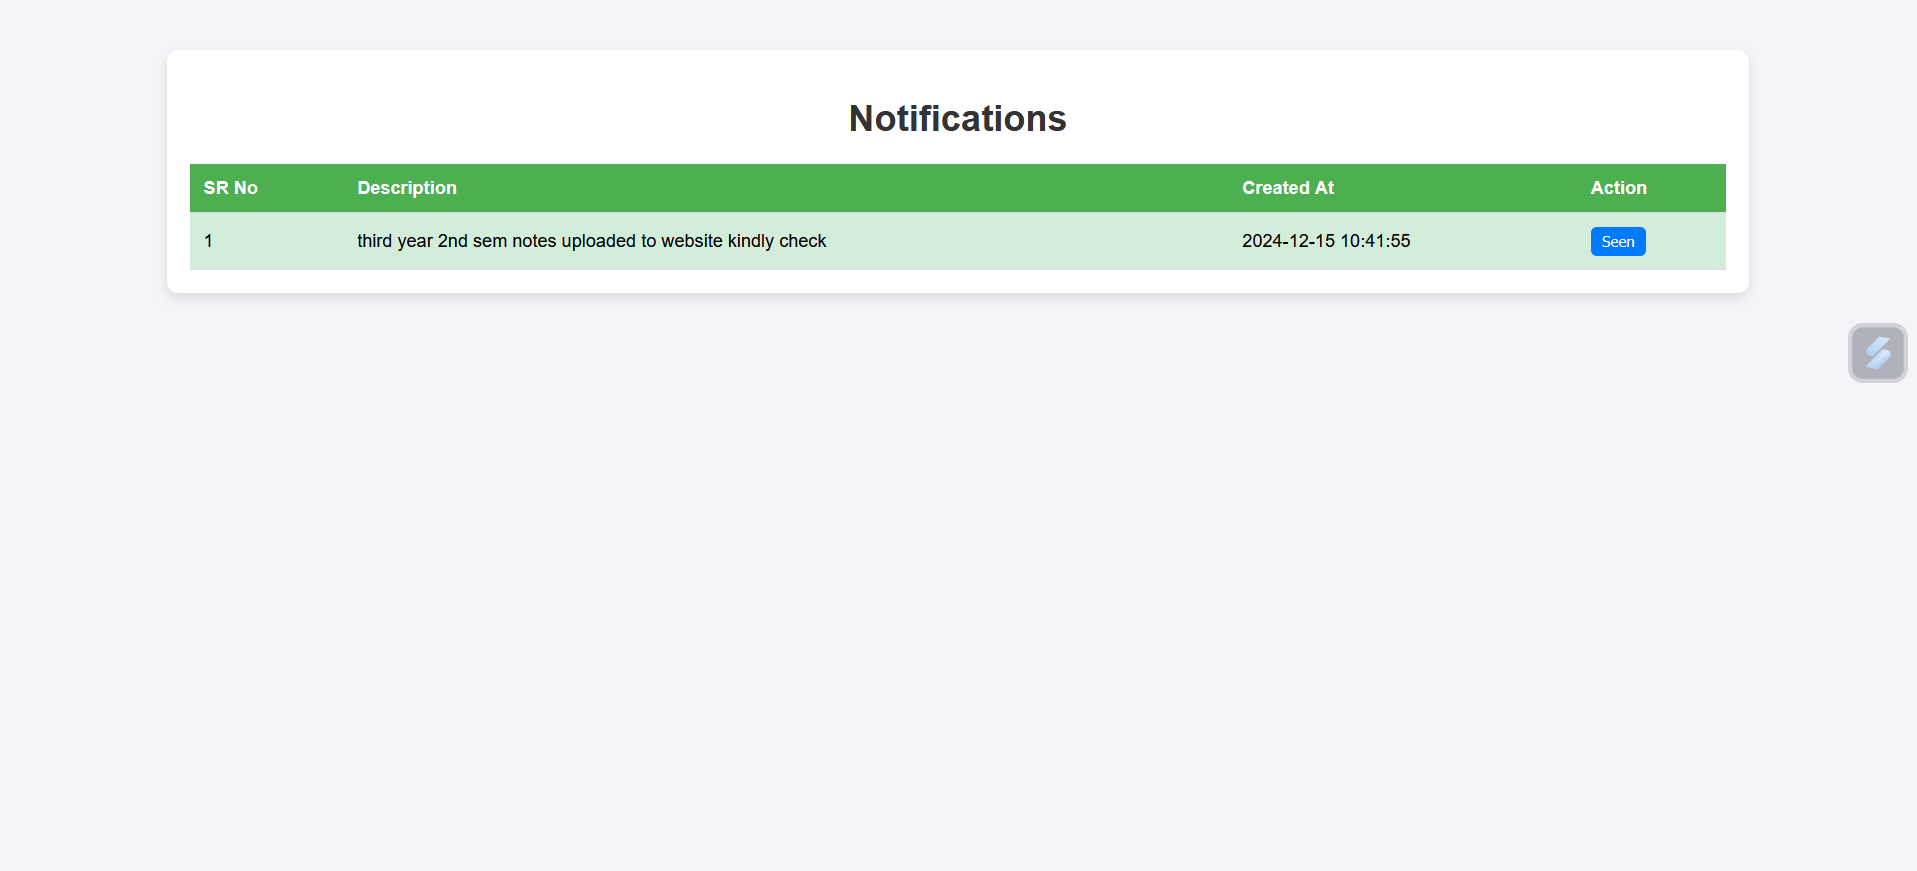 Notifications
SR No Description Created At Action
1 third year 2nd sem notes uploaded to website kindly check 2024-12-15 10:41:55 Seen